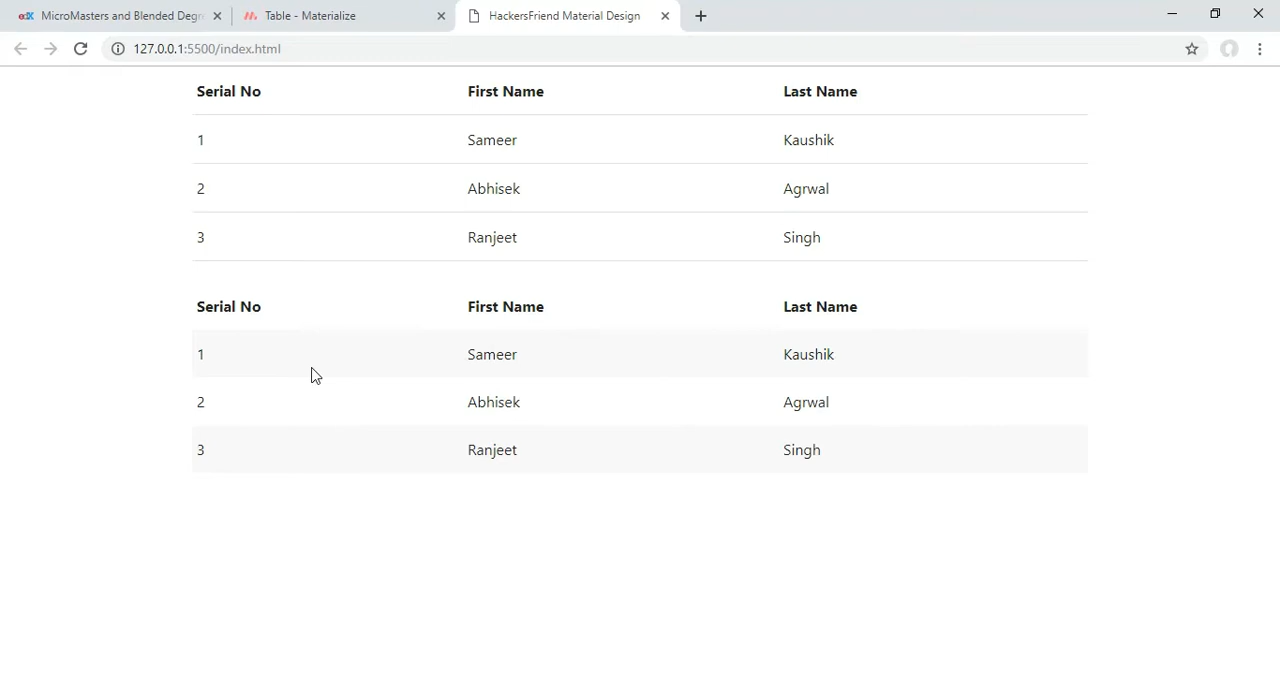 edX MicroMasters and Blended Degre Table - Materialize HackersFriend Material Design
127.0.0.1:5500/index.html
Serial No First Name Last Name
1 Sameer Kaushik
2 Abhisek Agrwal
3 Ranjeet Singh
Serial No First Name Last Name
1 Sameer Kaushik
2 Abhisek Agrwal
3 Ranjeet Singh